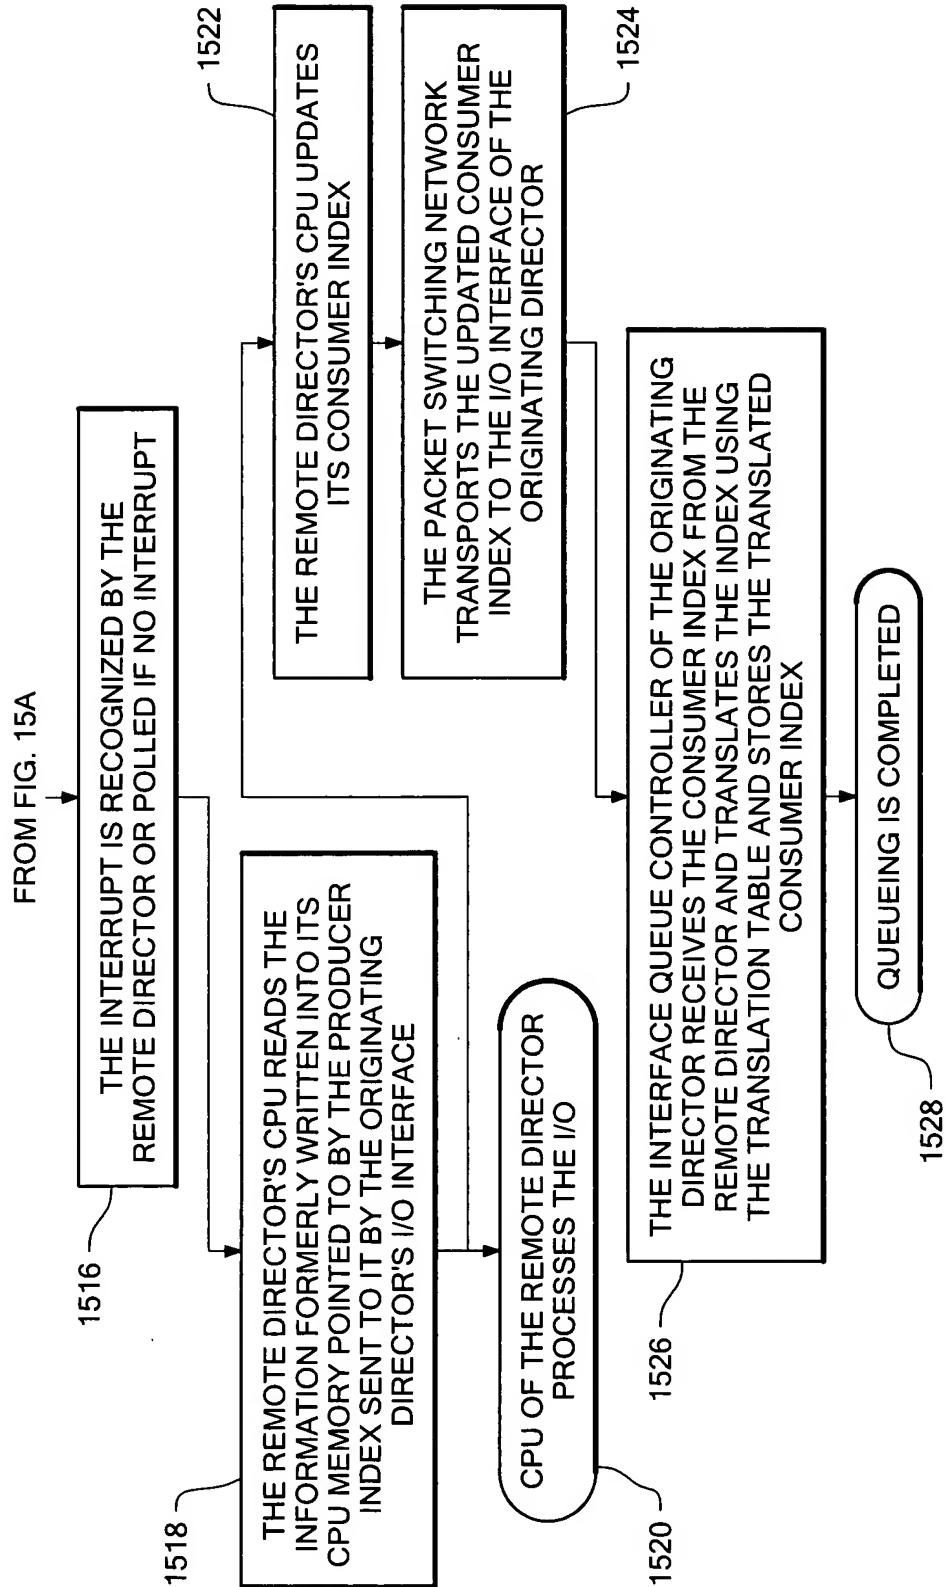 FROM FIG. 15A
THE INTERRUPT IS RECOGNIZED BY THE
REMOTE DIRECTOR OR POLLED IF NO INTERRUPT
1516
THE REMOTE DIRECTOR'S CPU READS THE
INFORMATION FORMERLY WRITTEN INTO ITS
CPU MEMORY POINTED TO BY THE PRODUCER
INDEX SENT TO IT BY THE ORIGINATING
DIRECTOR'S I/O INTERFACE
1518
CPU OF THE REMOTE DIRECTOR
PROCESSES THE I/O
1520
THE REMOTE DIRECTOR'S CPU UPDATES
ITS CONSUMER INDEX
1522
THE PACKET SWITCHING NETWORK
TRANSPORTS THE UPDATED CONSUMER
INDEX TO THE I/O INTERFACE OF THE
ORIGINATING DIRECTOR
1524
THE INTERFACE QUEUE CONTROLLER OF THE ORIGINATING
DIRECTOR RECEIVES THE CONSUMER INDEX FROM THE
REMOTE DIRECTOR AND TRANSLATES THE INDEX USING
THE TRANSLATION TABLE AND STORES THE TRANSLATED
CONSUMER INDEX
1526
QUEUEING IS COMPLETED
1528